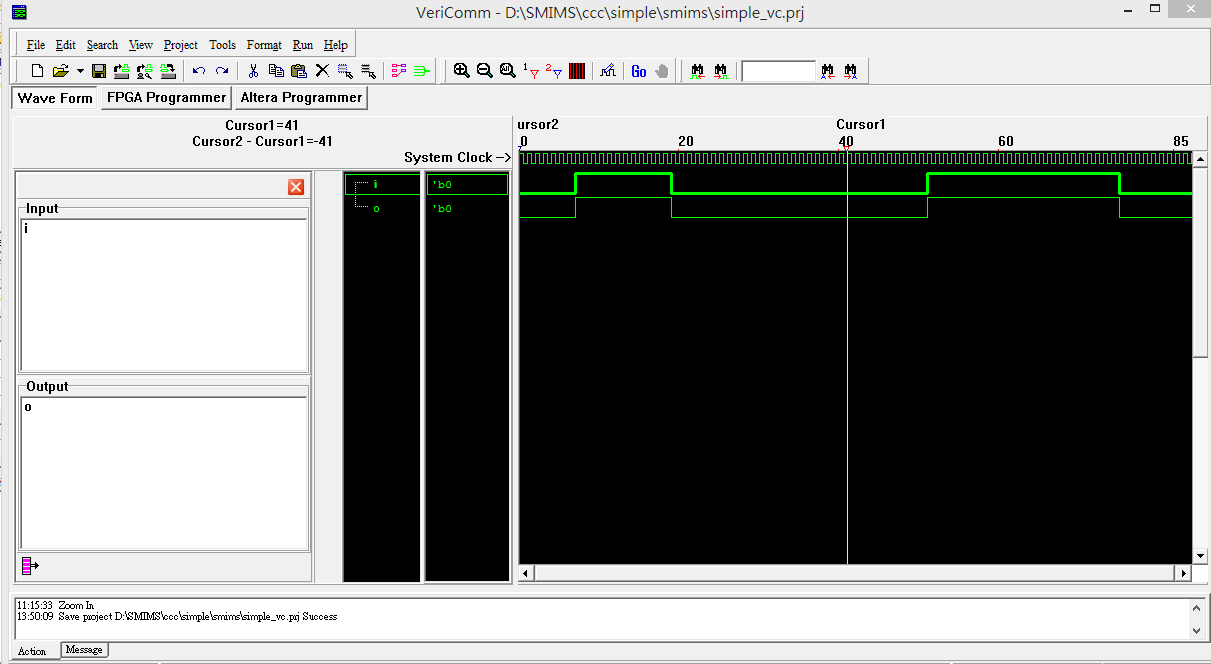 VeriComm - D:\SMIMS\ccc\simple\smims\simple_vc.prj
File Edit Search View Project Tools Format Run Help
1 2 Go
Wave Form FPGA Programmer Altera Programmer
Cursor1=41
Cursor2 - Cursor1=-41
System Clock ->
ursor2 Cursor1
0 20 40 60 85
i 'b0
o 'b0
Input
i
Output
o
11:15:33 Zoom In
13:50:09 Save project D:\SMIMS\ccc\simple\smims\simple_vc.prj Success
Action Message